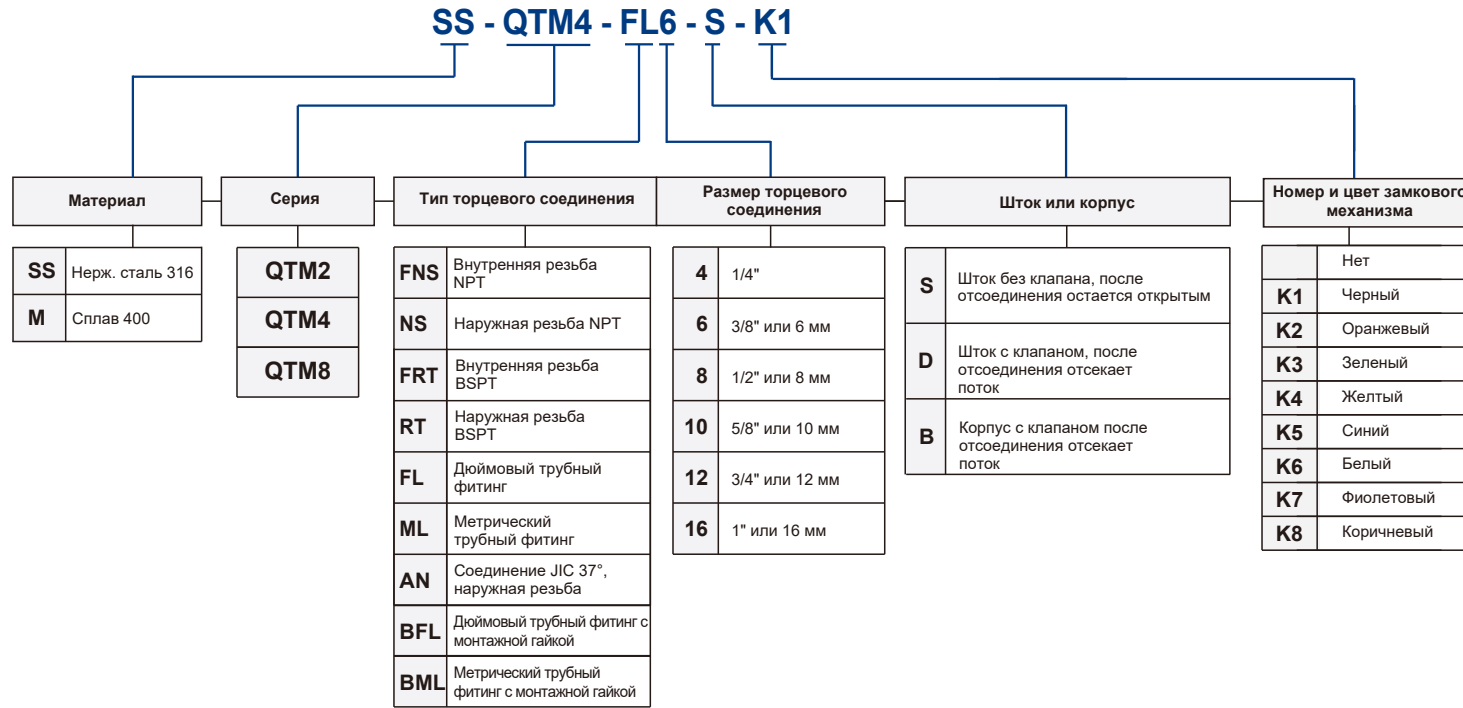 SS - QTM4 - FL6 - S - K1
Материал
SS Нерж. сталь 316
M Сплав 400
Серия
QTM2
QTM4
QTM8
Тип торцевого соединения
FNS Внутренняя резьба
NPT
NS Наружная резьба NPT
FRT Внутренняя резьба
BSPT
RT Наружная резьба
BSPT
FL Дюймовый трубный
фитинг
ML Метрический
трубный фитинг
AN Соединение JIC 37°,
наружная резьба
BFL Дюймовый трубный фитинг с
монтажной гайкой
BML Метрический трубный
фитинг с монтажной гайкой
Размер торцевого
соединения
4 1/4"
6 3/8" или 6 мм
8 1/2" или 8 мм
10 5/8" или 10 мм
12 3/4" или 12 мм
16 1" или 16 мм
Шток или корпус
S Шток без клапана, после
отсоединения остается открытым
D Шток с клапаном, после
отсоединения отсекает
поток
B Корпус с клапаном после
отсоединения отсекает
поток
Номер и цвет замкового
механизма
Нет
K1 Черный
K2 Оранжевый
K3 Зеленый
K4 Желтый
K5 Синий
K6 Белый
K7 Фиолетовый
K8 Коричневый